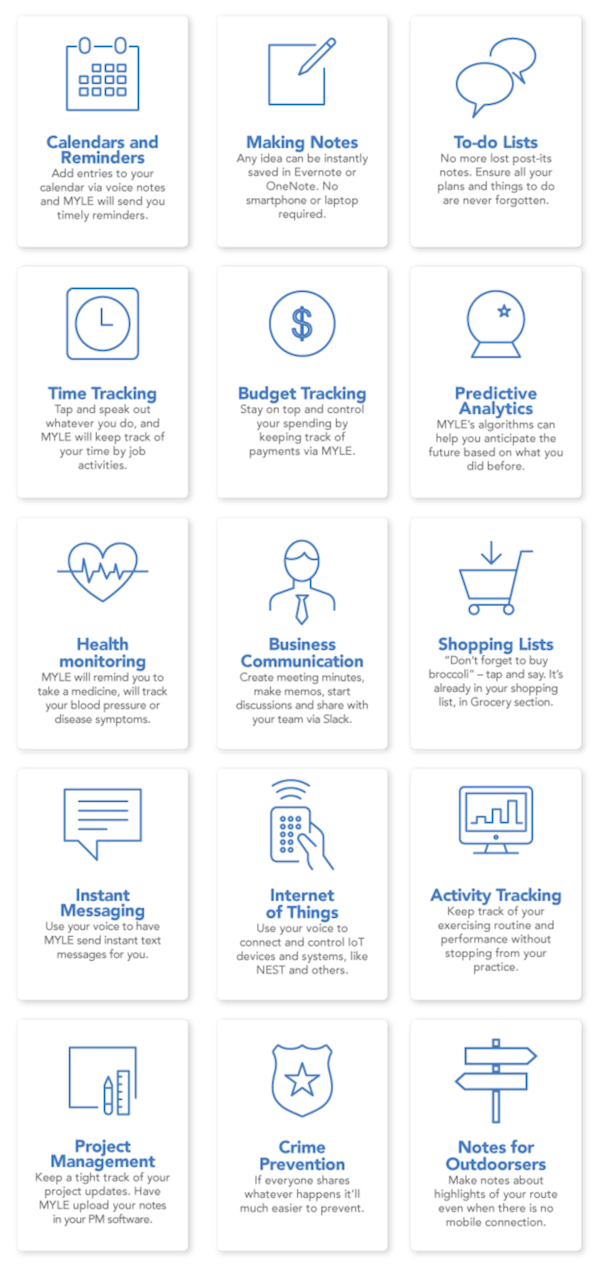 Calendars and
Reminders
Add entries to your
calendar via voice notes
and MYLE will send you
timely reminders.
Making Notes
Any idea can be instantly
saved in Evernote or
OneNote. No
smartphone or laptop
required.
To-do Lists
No more lost post-its
notes. Ensure all your
plans and things to do
are never forgotten.
Time Tracking
Tap and speak out
whatever you do, and
MYLE will keep track of
your time by job
activities.
Budget Tracking
Stay on top and control
your spending by
keeping track of
payments via MYLE.
Predictive
Analytics
MYLE's algorithms can
help you anticipate the
future based on what you
did before.
Health
monitoring
MYLE will remind you to
take a medicine, will track
your blood pressure or
disease symptoms.
Business
Communication
Create meeting minutes,
make memos, start
discussions and share with
your team via Slack.
Shopping Lists
“Don't forget to buy
broccoli” – tap and say. It's
already in your shopping
list, in Grocery section.
Instant
Messaging
Use your voice to have
MYLE send instant text
messages for you.
Internet
of Things
Use your voice to
connect and control IoT
devices and systems, like
NEST and others.
Activity Tracking
Keep track of your
exercising routine and
performance without
stopping from your
practice.
Project
Management
Keep a tight track of your
project updates. Have
MYLE upload your notes
in your PM software.
Crime
Prevention
If everyone shares
whatever happens it'll
much easier to prevent.
Notes for
Outdoorsers
Make notes about
highlights of your route
even when there is no
mobile connection.